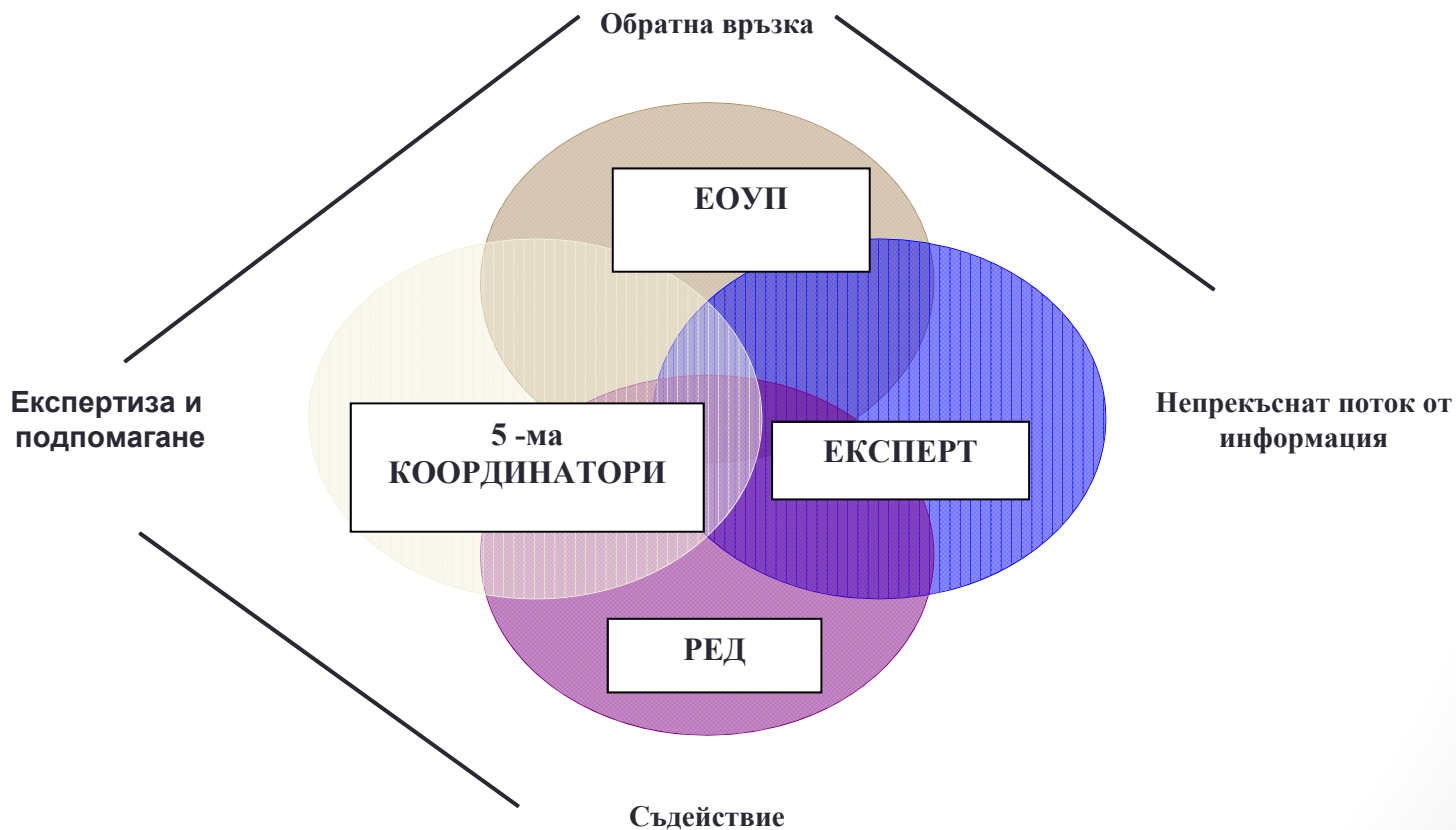 Обратна връзка
ЕОУП
Експертиза и
подпомагане
5 -ма
КООРДИНАТОРИ
ЕКСПЕРТ
Непрекъснат поток от
информация
РЕД
Съдействие